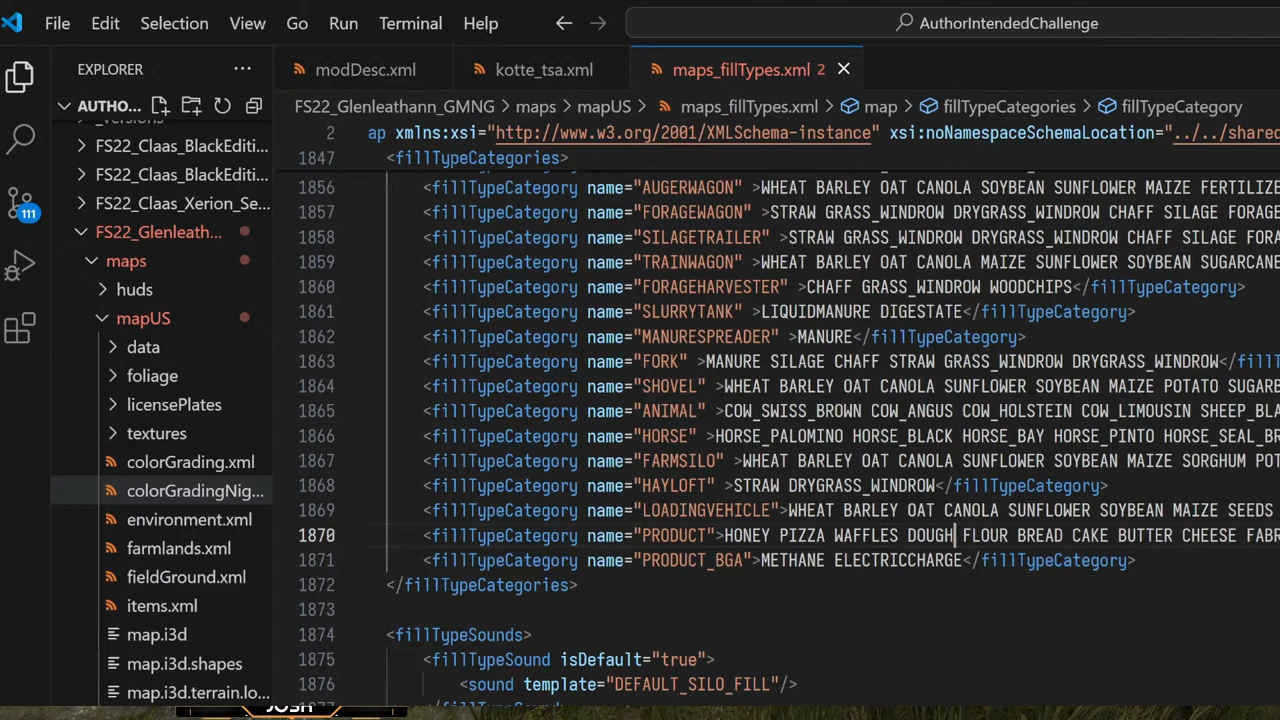 File Edit Selection View Go Run Terminal Help AuthorIntendedChallenge
EXPLORER
AUTHO...
_versions
FS22_Claas_BlackEditi...
FS22_Claas_BlackEditi...
FS22_Claas_Xerion_Se...
FS22_Glenleath...
maps
huds
mapUS
data
foliage
licensePlates
textures
colorGrading.xml
colorGradingNig...
environment.xml
farmlands.xml
fieldGround.xml
items.xml
map.i3d
map.i3d.shapes
map.i3d.terrain.lo...
111
modDesc.xml kotte_tsa.xml maps_fillTypes.xml 2
FS22_Glenleathann_GMNG > maps > mapUS > maps_fillTypes.xml > map > fillTypeCategories > fillTypeCategory
2 ap xmlns:xsi="http://www.w3.org/2001/XMLSchema-instance" xsi:noNamespaceSchemaLocation="../../shared
1847 <fillTypeCategories>
1856 <fillTypeCategory name="AUGERWAGON" >WHEAT BARLEY OAT CANOLA SOYBEAN SUNFLOWER MAIZE FERTILIZE
1857 <fillTypeCategory name="FORAGEWAGON" >STRAW GRASS_WINDROW DRYGRASS_WINDROW CHAFF SILAGE FORAGE
1858 <fillTypeCategory name="SILAGETRAILER" >STRAW GRASS_WINDROW DRYGRASS_WINDROW CHAFF SILAGE FORA
1859 <fillTypeCategory name="TRAINWAGON" >WHEAT BARLEY OAT CANOLA MAIZE SUNFLOWER SOYBEAN SUGARCANE
1860 <fillTypeCategory name="FORAGEHARVESTER" >CHAFF GRASS_WINDROW WOODCHIPS</fillTypeCategory>
1861 <fillTypeCategory name="SLURRYTANK" >LIQUIDMANURE DIGESTATE</fillTypeCategory>
1862 <fillTypeCategory name="MANURESPREADER" >MANURE</fillTypeCategory>
1863 <fillTypeCategory name="FORK" >MANURE SILAGE CHAFF STRAW GRASS_WINDROW DRYGRASS_WINDROW</fillT
1864 <fillTypeCategory name="SHOVEL" >WHEAT BARLEY OAT CANOLA SUNFLOWER SOYBEAN MAIZE POTATO SUGARB
1865 <fillTypeCategory name="ANIMAL" >COW_SWISS_BROWN COW_ANGUS COW_HOLSTEIN COW_LIMOUSIN SHEEP_BLA
1866 <fillTypeCategory name="HORSE" >HORSE_PALOMINO HORSE_BLACK HORSE_BAY HORSE_PINTO HORSE_SEAL_BR
1867 <fillTypeCategory name="FARMSILO" >WHEAT BARLEY OAT CANOLA SUNFLOWER SOYBEAN MAIZE SORGHUM POT
1868 <fillTypeCategory name="HAYLOFT" >STRAW DRYGRASS_WINDROW</fillTypeCategory>
1869 <fillTypeCategory name="LOADINGVEHICLE">WHEAT BARLEY OAT CANOLA SUNFLOWER SOYBEAN MAIZE SEEDS
1870 <fillTypeCategory name="PRODUCT">HONEY PIZZA WAFFLES DOUGH FLOUR BREAD CAKE BUTTER CHEESE FABR
1871 <fillTypeCategory name="PRODUCT_BGA">METHANE ELECTRICCHARGE</fillTypeCategory>
1872 </fillTypeCategories>
1873
1874 <fillTypeSounds>
1875 <fillTypeSound isDefault="true">
1876 <sound template="DEFAULT_SILO_FILL"/>
1877 </fillTypeSound>
JOSH